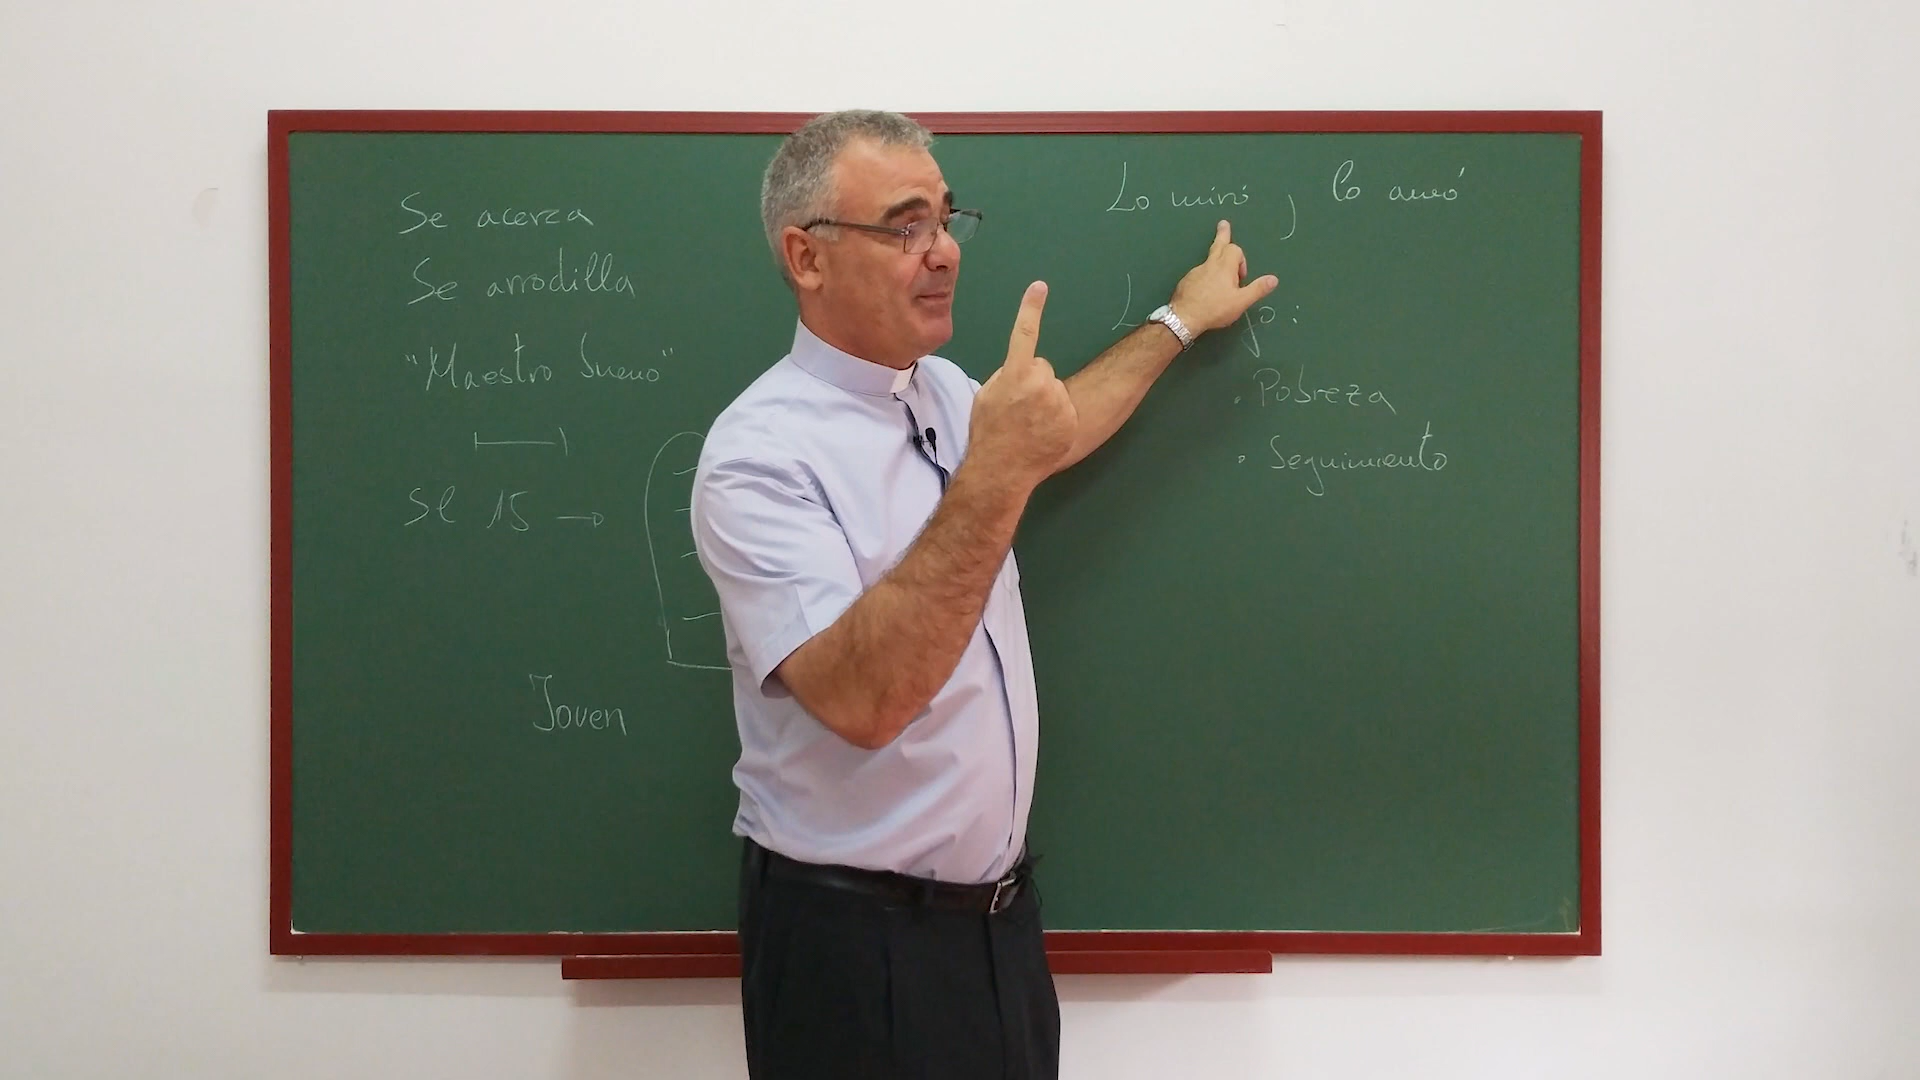 Se acerca
Se arrodilla
"Maestro bueno"
Sl 15 →
Joven
Lo miró, lo amó
· Pobreza
· Seguimiento